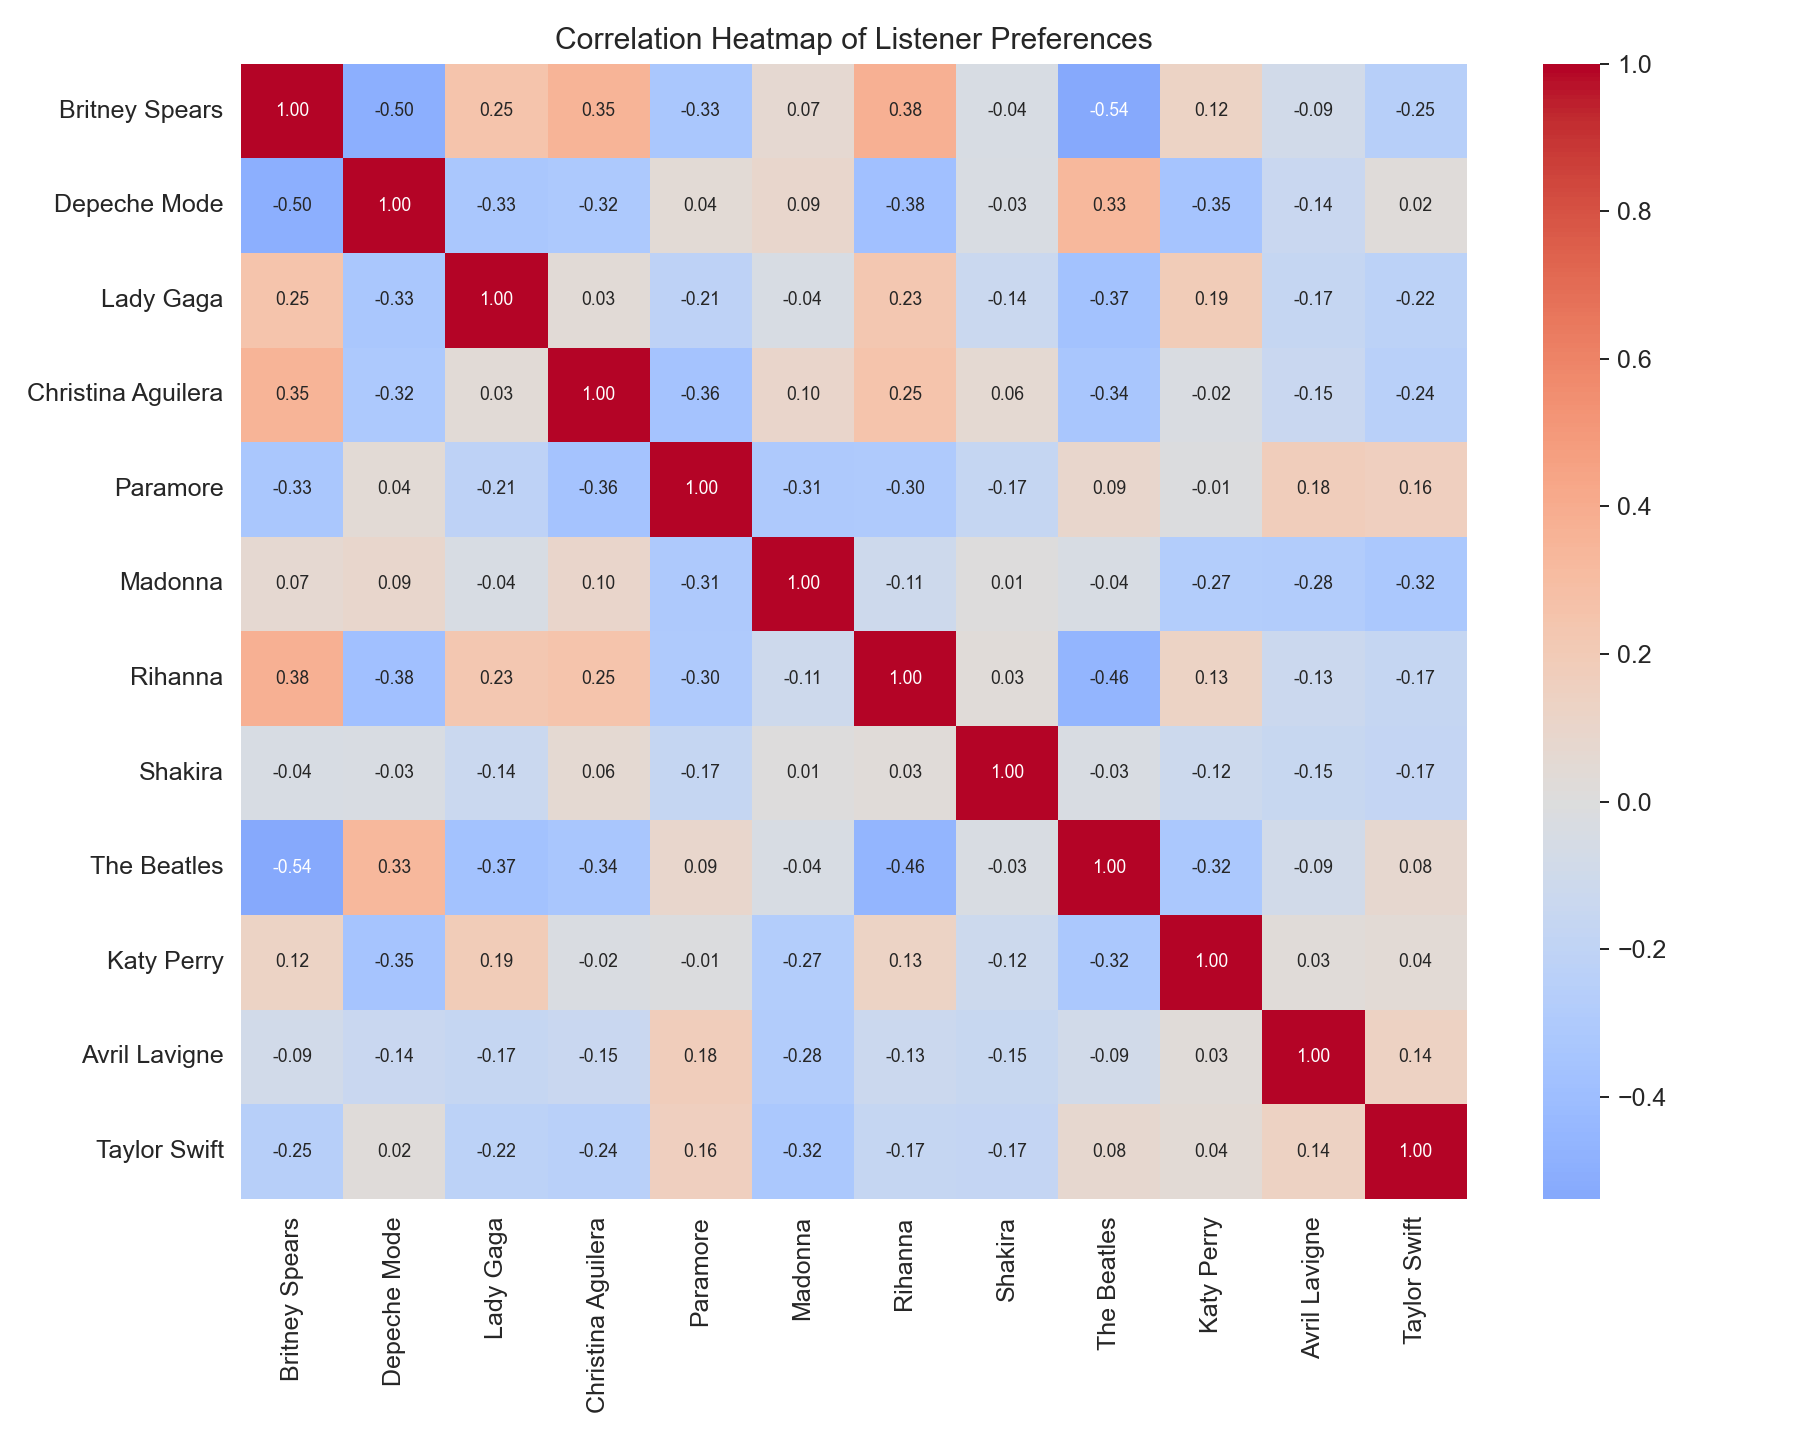 Correlation Heatmap of Listener Preferences
Britney Spears 1.00 -0.50 0.25 0.35 -0.33 0.07 0.38 -0.04 -0.54 0.12 -0.09 -0.25
Depeche Mode -0.50 1.00 -0.33 -0.32 0.04 0.09 -0.38 -0.03 0.33 -0.35 -0.14 0.02
Lady Gaga 0.25 -0.33 1.00 0.03 -0.21 -0.04 0.23 -0.14 -0.37 0.19 -0.17 -0.22
Christina Aguilera 0.35 -0.32 0.03 1.00 -0.36 0.10 0.25 0.06 -0.34 -0.02 -0.15 -0.24
Paramore -0.33 0.04 -0.21 -0.36 1.00 -0.31 -0.30 -0.17 0.09 -0.01 0.18 0.16
Madonna 0.07 0.09 -0.04 0.10 -0.31 1.00 -0.11 0.01 -0.04 -0.27 -0.28 -0.32
Rihanna 0.38 -0.38 0.23 0.25 -0.30 -0.11 1.00 0.03 -0.46 0.13 -0.13 -0.17
Shakira -0.04 -0.03 -0.14 0.06 -0.17 0.01 0.03 1.00 -0.03 -0.12 -0.15 -0.17
The Beatles -0.54 0.33 -0.37 -0.34 0.09 -0.04 -0.46 -0.03 1.00 -0.32 -0.09 0.08
Katy Perry 0.12 -0.35 0.19 -0.02 -0.01 -0.27 0.13 -0.12 -0.32 1.00 0.03 0.04
Avril Lavigne -0.09 -0.14 -0.17 -0.15 0.18 -0.28 -0.13 -0.15 -0.09 0.03 1.00 0.14
Taylor Swift -0.25 0.02 -0.22 -0.24 0.16 -0.32 -0.17 -0.17 0.08 0.04 0.14 1.00
Britney Spears
Depeche Mode
Lady Gaga
Christina Aguilera
Paramore
Madonna
Rihanna
Shakira
The Beatles
Katy Perry
Avril Lavigne
Taylor Swift
1.0
0.8
0.6
0.4
0.2
0.0
−0.2
−0.4